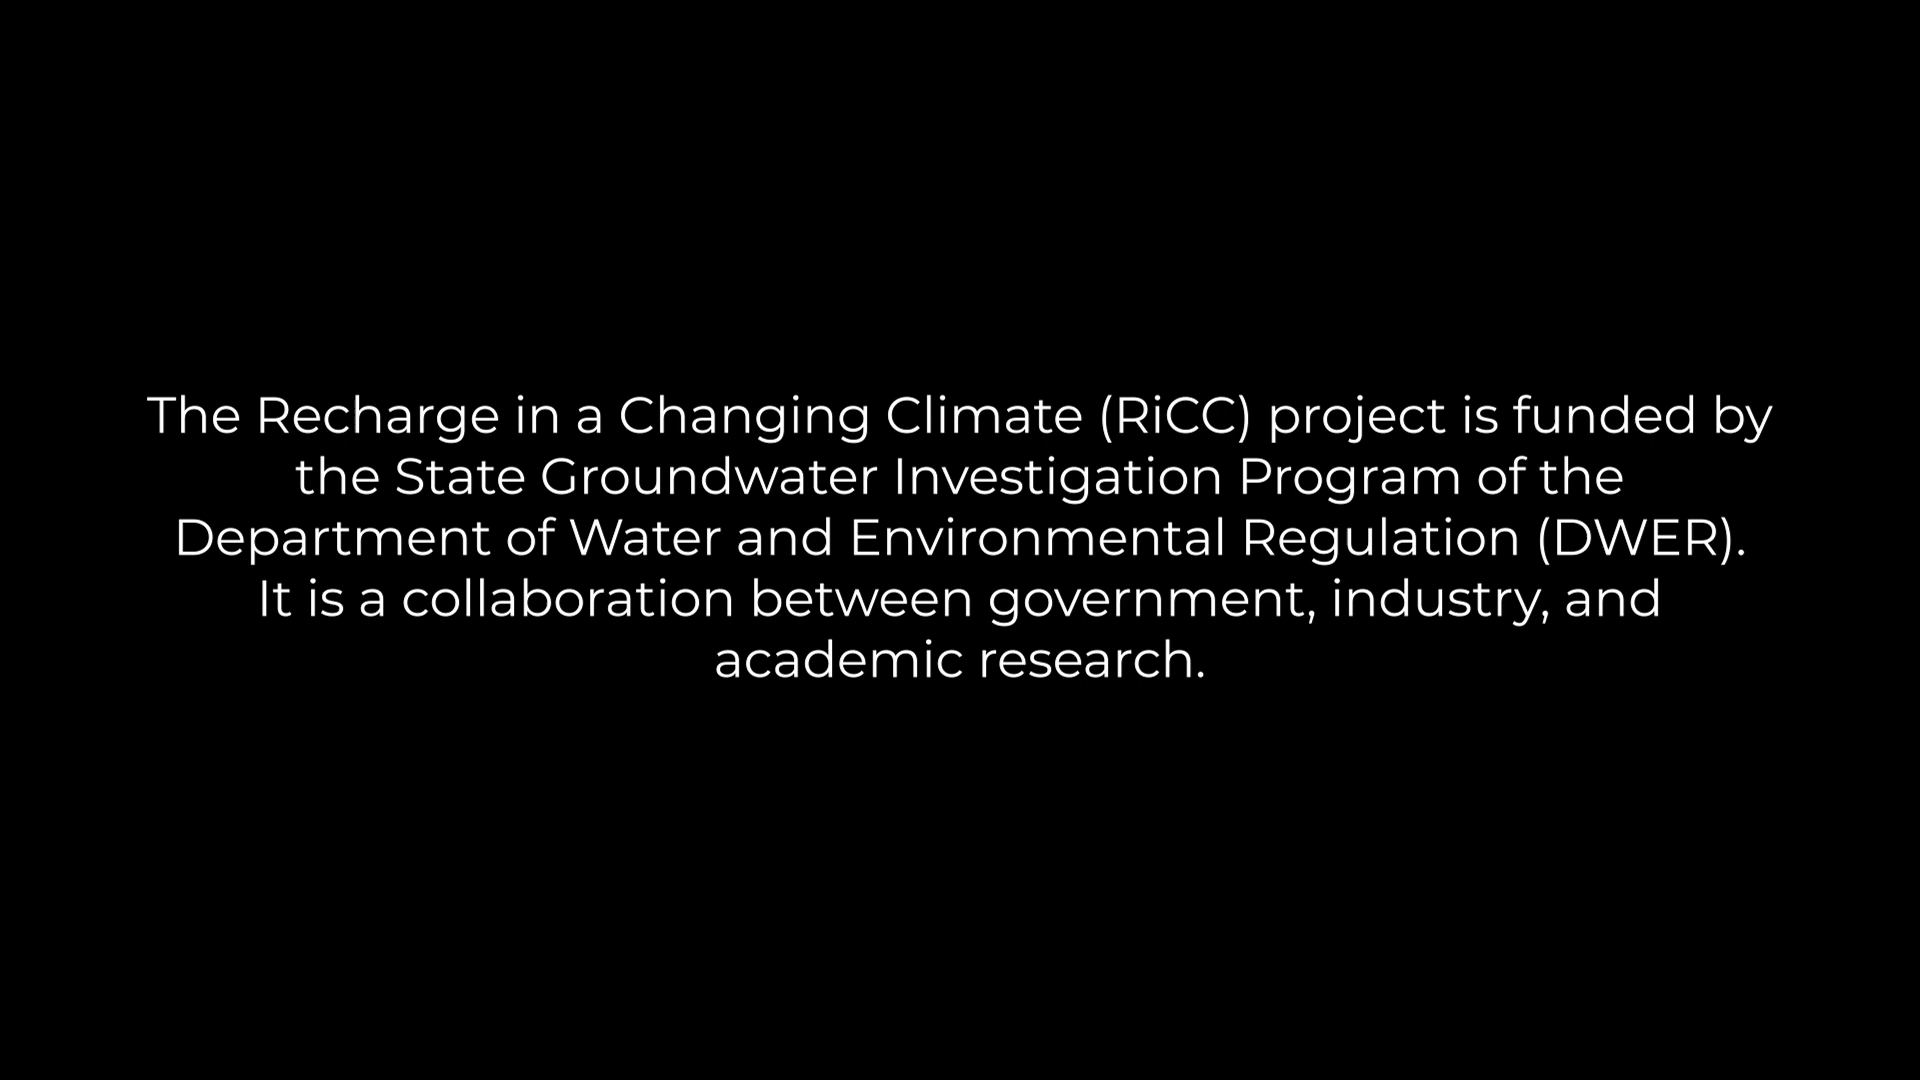 The Recharge in a Changing Climate (RiCC) project is funded by
the State Groundwater Investigation Program of the
Department of Water and Environmental Regulation (DWER).
It is a collaboration between government, industry, and
academic research.